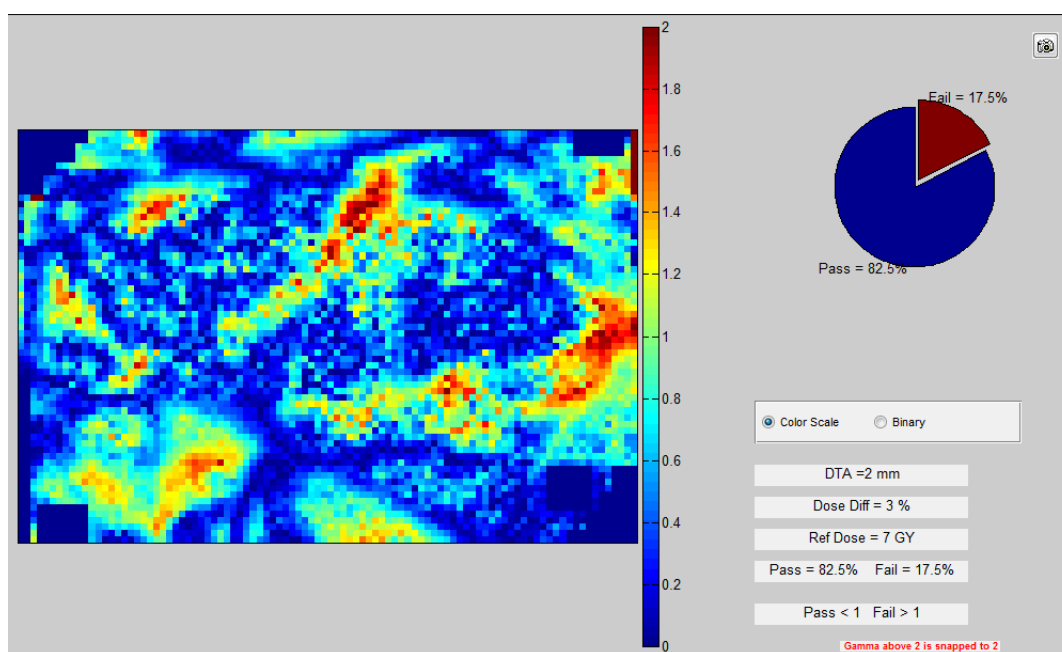 2
1.8
1.6
1.4
1.2
1
0.8
0.6
0.4
0.2
0
Fail = 17.5%
Pass = 82.5%
Color Scale Binary
DTA =2 mm
Dose Diff = 3 %
Ref Dose = 7 GY
Pass = 82.5% Fail = 17.5%
Pass < 1 Fail > 1
Gamma above 2 is snapped to 2